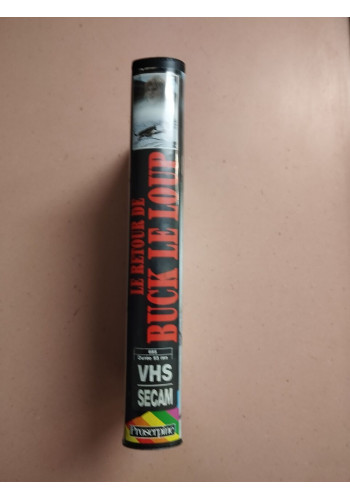 LE RETOUR DE
BUCK LE LOUP
VHS
SECAM
Proserpine